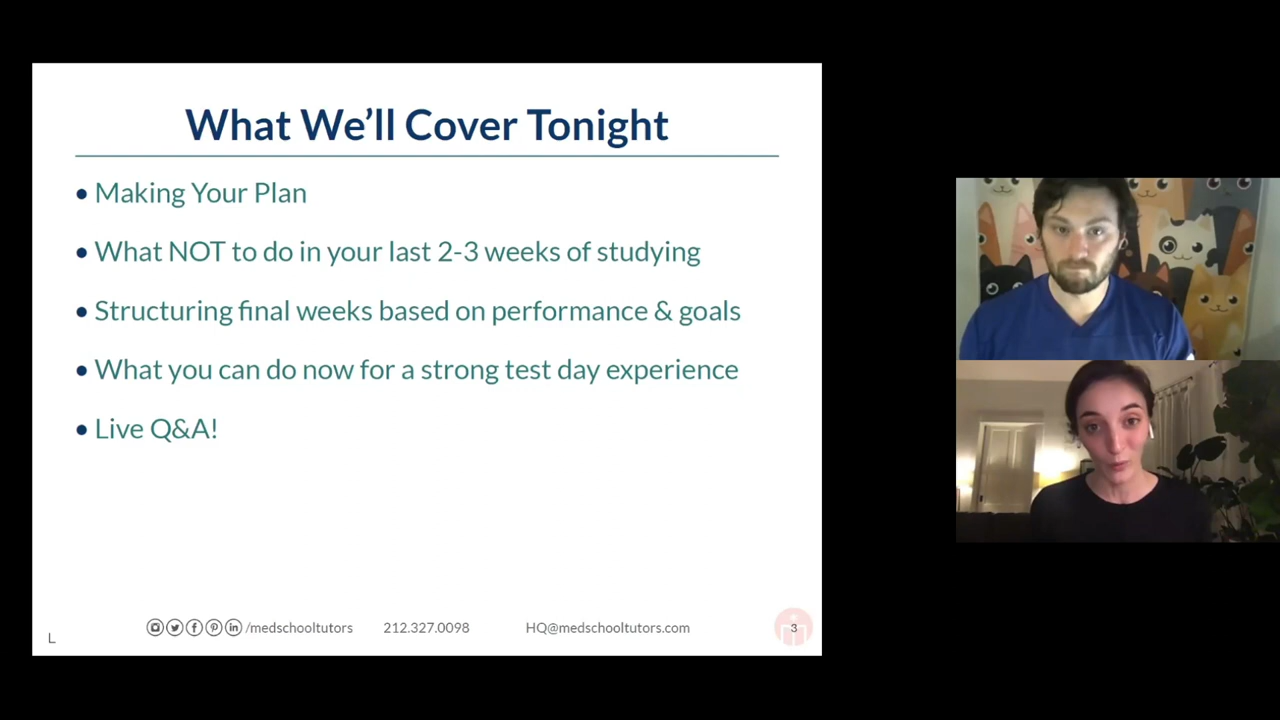 What We’ll Cover Tonight
• Making Your Plan
• What NOT to do in your last 2-3 weeks of studying
• Structuring final weeks based on performance & goals
• What you can do now for a strong test day experience
• Live Q&A!
L
/medschooltutors 212.327.0098 HQ@medschooltutors.com 3